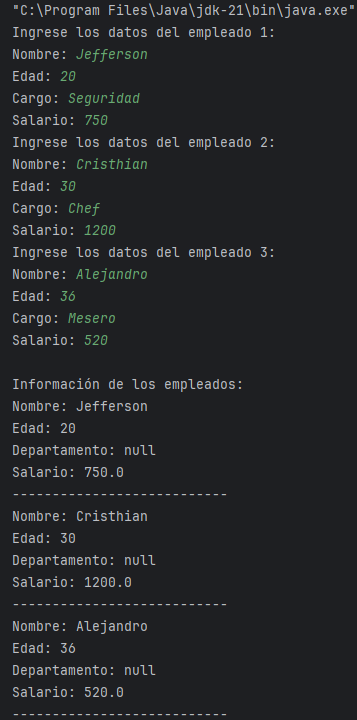 "C:\Program Files\Java\jdk-21\bin\java.exe"
Ingrese los datos del empleado 1:
Nombre: Jefferson
Edad: 20
Cargo: Seguridad
Salario: 750
Ingrese los datos del empleado 2:
Nombre: Cristhian
Edad: 30
Cargo: Chef
Salario: 1200
Ingrese los datos del empleado 3:
Nombre: Alejandro
Edad: 36
Cargo: Mesero
Salario: 520
Información de los empleados:
Nombre: Jefferson
Edad: 20
Departamento: null
Salario: 750.0
---------------------------
Nombre: Cristhian
Edad: 30
Departamento: null
Salario: 1200.0
---------------------------
Nombre: Alejandro
Edad: 36
Departamento: null
Salario: 520.0
---------------------------